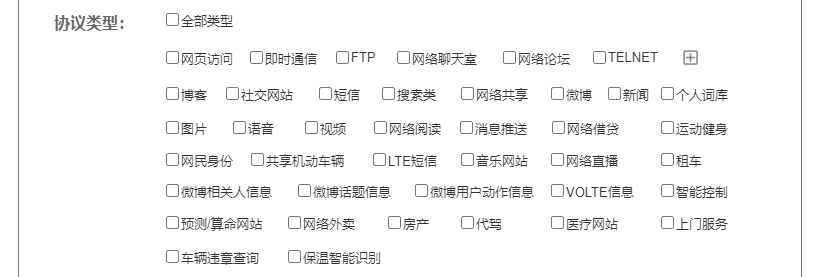 协议类型： 全部类型
网页访问 即时通信 FTP 网络聊天室 网络论坛 TELNET
博客 社交网站 短信 搜索类 网络共享 微博 新闻 个人词库
图片 语音 视频 网络阅读 消息推送 网络借贷 运动健身
网民身份 共享机动车辆 LTE短信 音乐网站 网络直播 租车
微博相关人信息 微博话题信息 微博用户动作信息 VOLTE信息 智能控制
预测/算命网站 网络外卖 房产 代驾 医疗网站 上门服务
车辆违章查询 保温智能识别